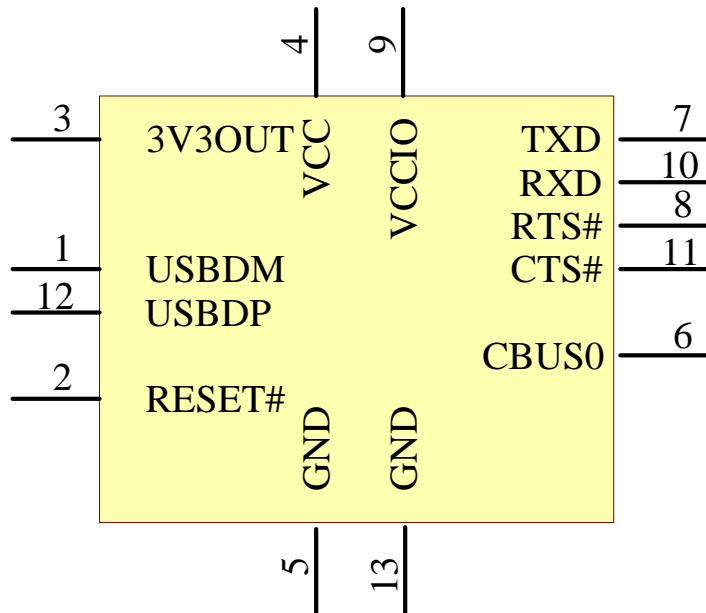 4 9
3 3V3OUT VCC VCCIO TXD 7
RXD 10
RTS# 8
1 USBDM CTS# 11
12 USBDP
CBUS0 6
2 RESET# GND GND
5 13